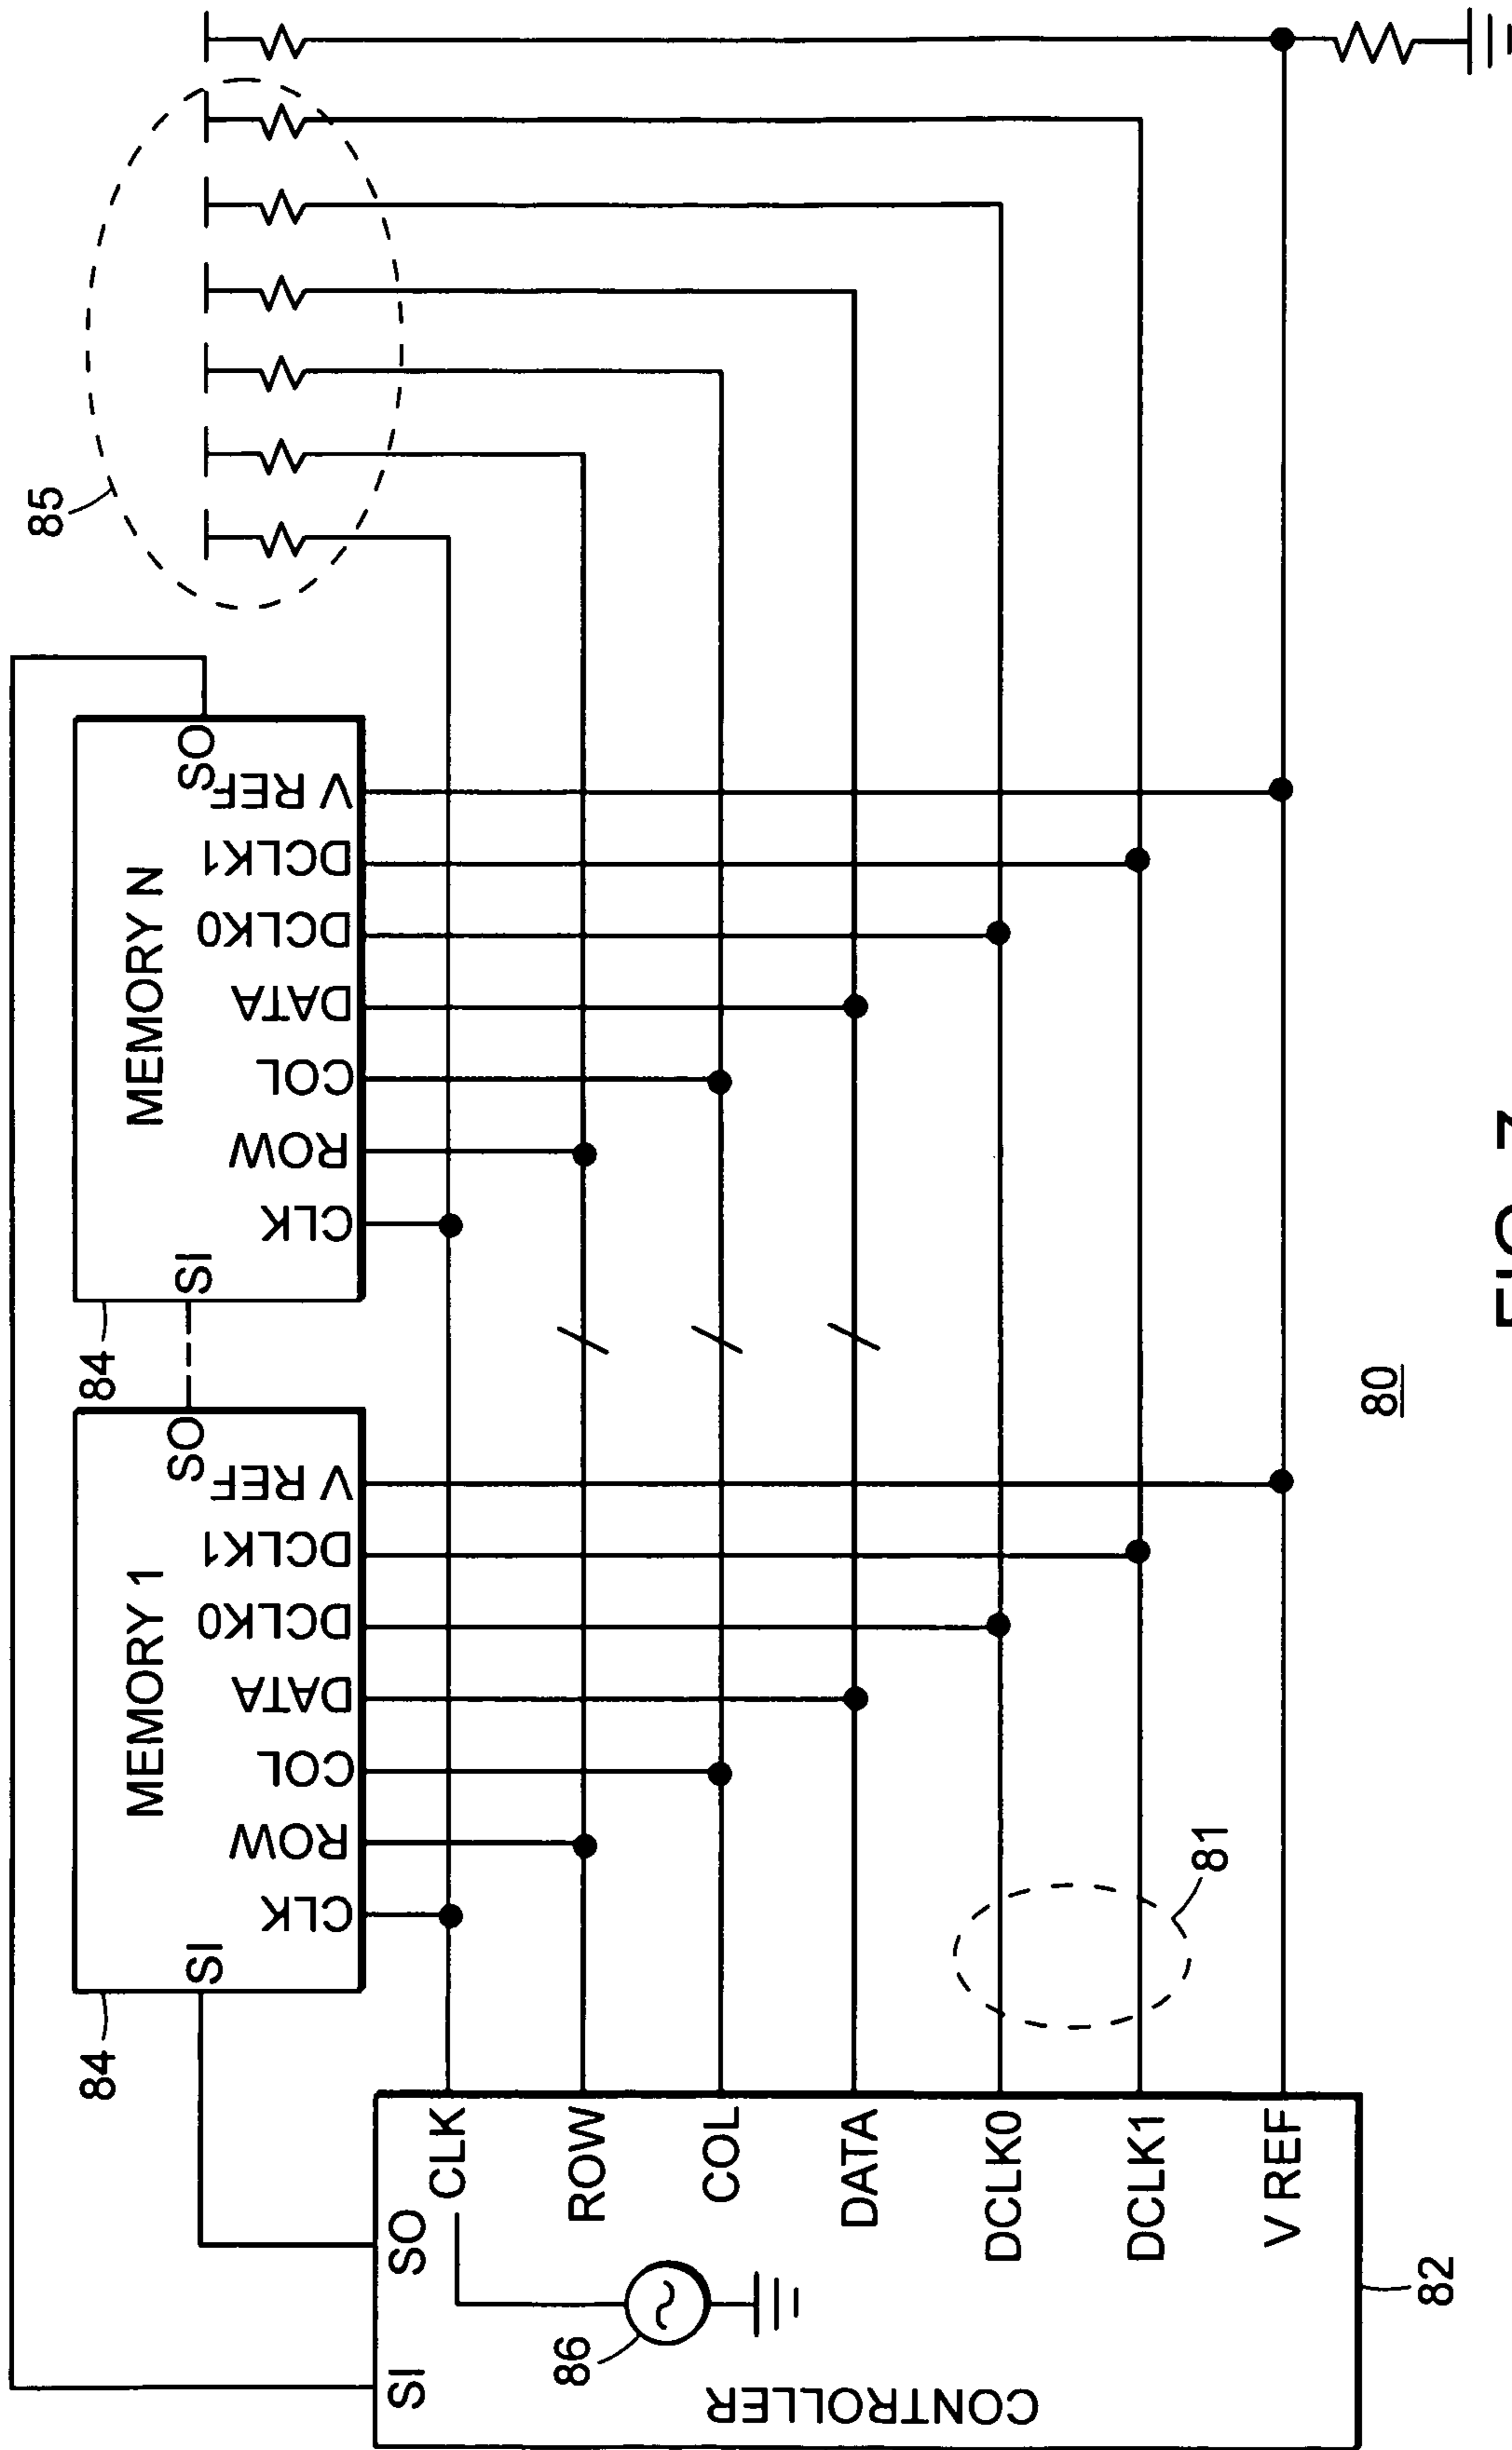 85
MEMORY 1
SI
SO
CLK
ROW
COL
DATA
DCLK0
DCLK1
V REF
84
MEMORY N
SI
SO
CLK
ROW
COL
DATA
DCLK0
DCLK1
V REF
84
SI
SO
CONTROLLER
86
CLK
ROW
COL
DATA
DCLK0
DCLK1
V REF
82
81
80